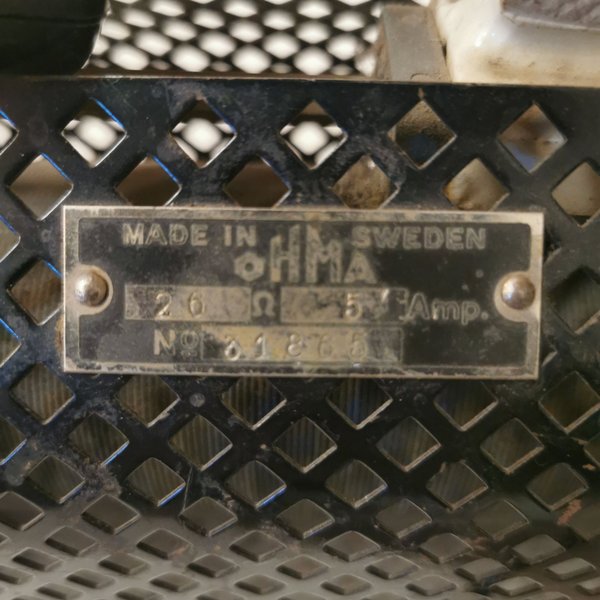 MADE IN SWEDEN
OHMA
26 Ω 5 Amp.
No